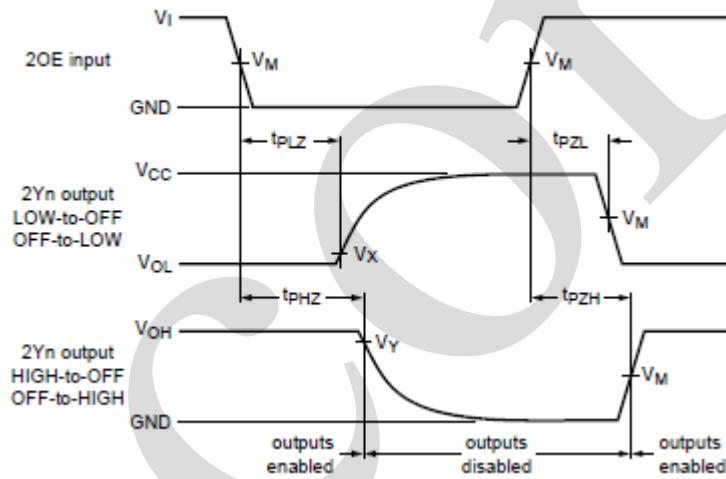 VI
2OE input
VM
VM
GND
tPLZ
tPZL
VCC
2Yn output
LOW-to-OFF
OFF-to-LOW
VM
VX
VOL
tPHZ
tPZH
VOH
VY
2Yn output
HIGH-to-OFF
OFF-to-HIGH
VM
GND
outputs
enabled
outputs
disabled
outputs
enabled